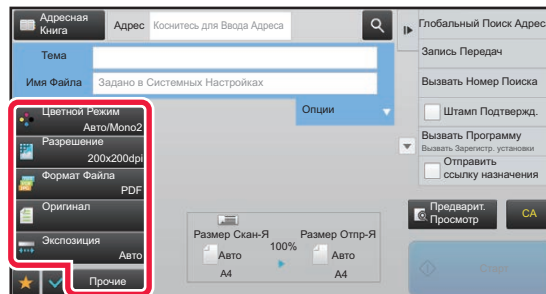 Адресная
Книга
Адрес
Коснитесь для Ввода Адреса
Тема
Имя Файла
Задано в Системных Настройках
Опции
Цветной Режим
Авто/Mono2
Разрешение
200x200dpi
Формат Файла
PDF
Оригинал
Экспозиция
Авто
Прочие
Размер Скан-Я
Авто
A4
100%
Размер Отпр-Я
Авто
A4
Глобальный Поиск Адрес
Запись Передач
Вызвать Номер Поиска
Штамп Подтвержд.
Вызвать Программу
Вызвать Зарегистр. установки
Отправить
ссылку назначения
Предварит.
Просмотр
CA
Старт